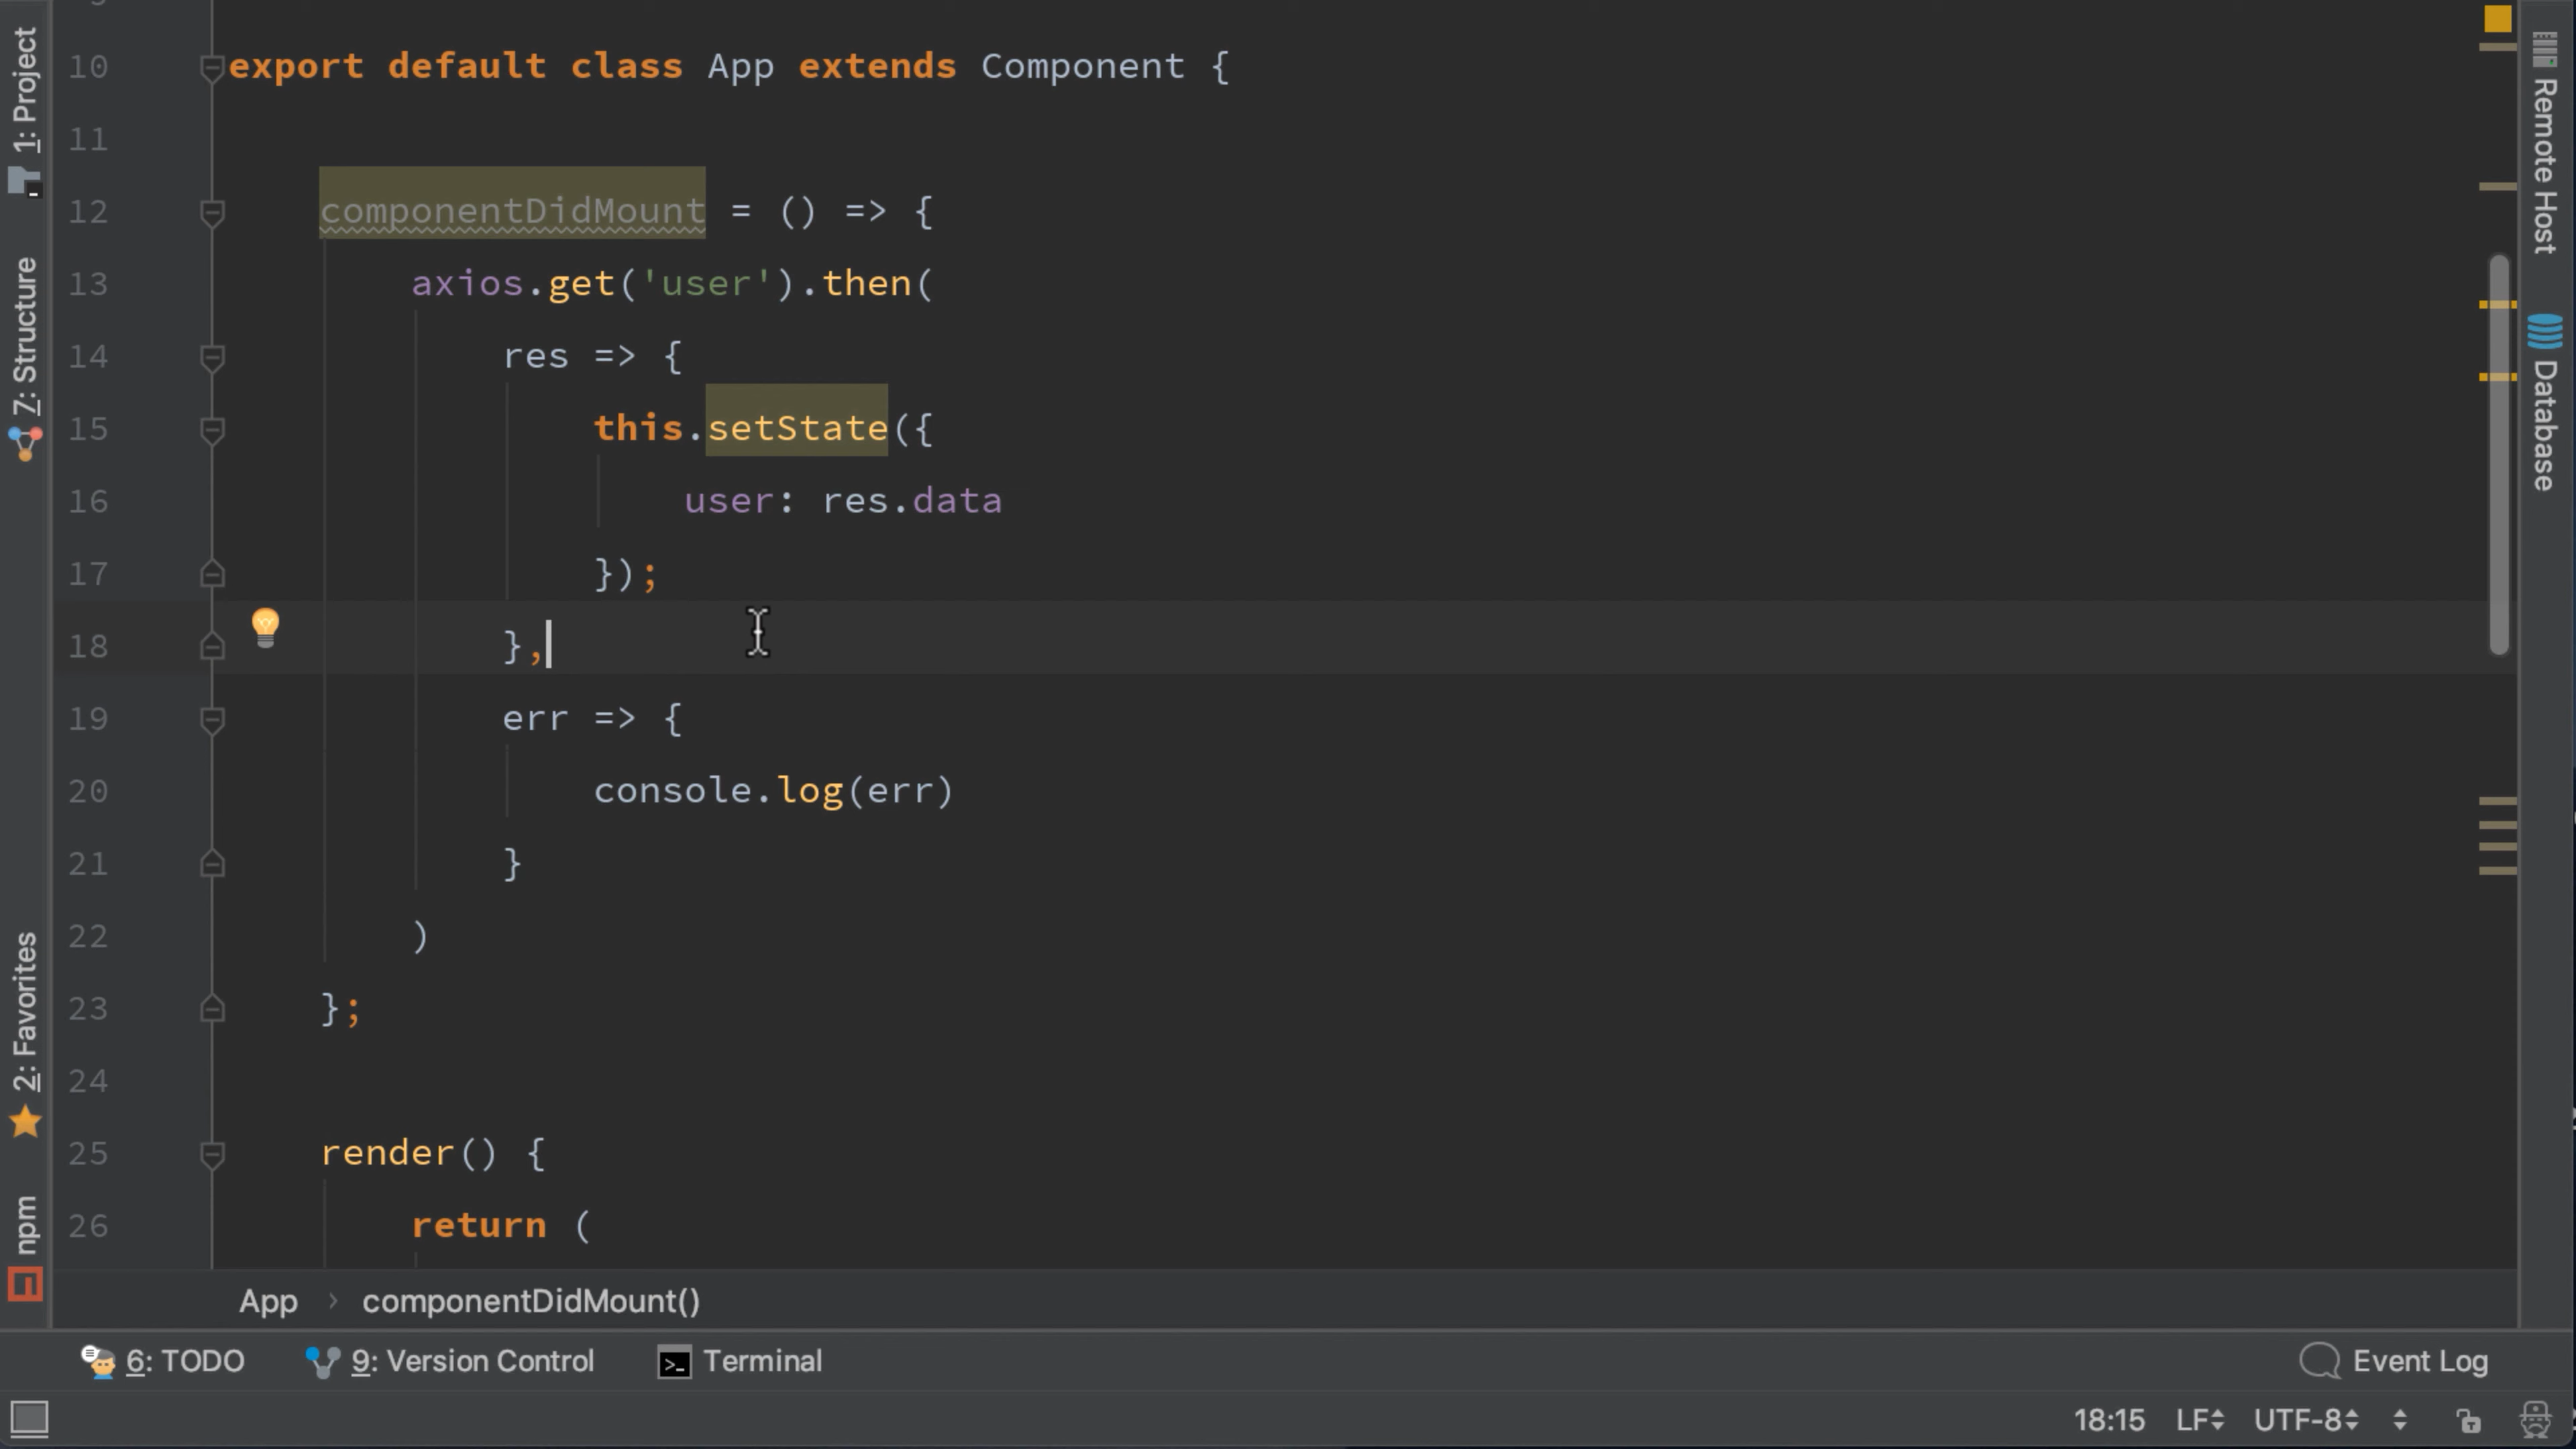 1: Project
7: Structure
2: Favorites
npm
10 export default class App extends Component {
11
12 componentDidMount = () => {
13 axios.get('user').then(
14 res => {
15 this.setState({
16 user: res.data
17 });
18 },
19 err => {
20 console.log(err)
21 }
22 )
23 };
24
25 render() {
26 return (
Remote Host
Database
App › componentDidMount()
6: TODO 9: Version Control Terminal Event Log
18:15 LF UTF-8